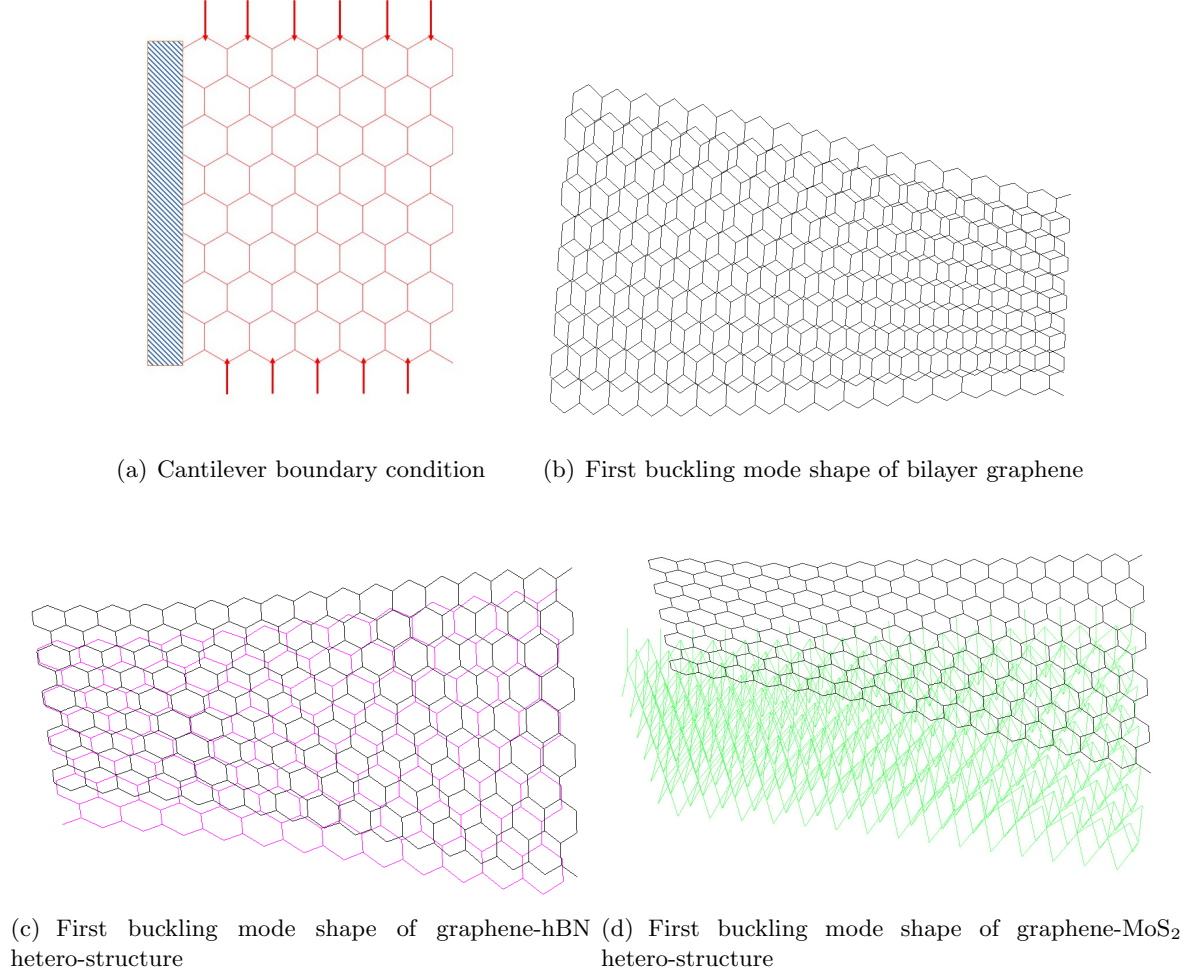 (a) Cantilever boundary condition
(b) First buckling mode shape of bilayer graphene
(c) First buckling mode shape of graphene-hBN
hetero-structure
(d) First buckling mode shape of graphene-MoS₂
hetero-structure